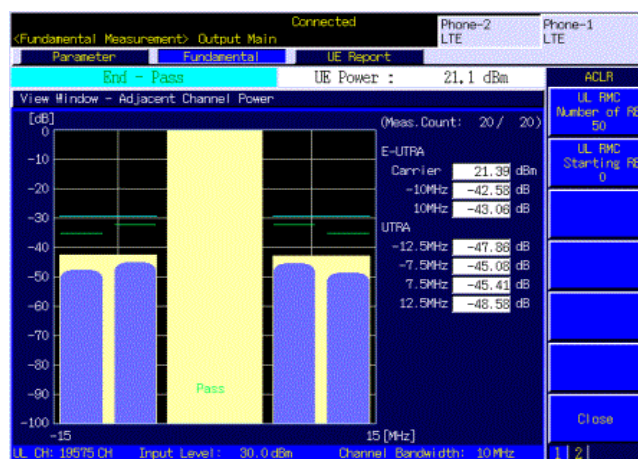 Connected
<Fundamental Measurement> Output Main
Phone-2
LTE
Phone-1
LTE
Parameter
Fundamental
UE Report
End - Pass
UE Power : 21.1 dBm
ACLR
View Window - Adjacent Channel Power
UL RMC
Number of RB
50
UL RMC
Starting RB
0
Close
1 2
[dB]
(Meas.Count: 20/ 20)
0
-10
-20
-30
-40
-50
-60
-70
-80
-90
-100
E-UTRA
Carrier 21.39 dBm
-10MHz -42.58 dB
10MHz -43.06 dB
UTRA
-12.5MHz -47.86 dB
-7.5MHz -45.08 dB
7.5MHz -45.41 dB
12.5MHz -48.58 dB
Pass
-15
15 [MHz]
UL CH: 19575 CH Input Level: 30.0 dBm Channel Bandwidth: 10 MHz